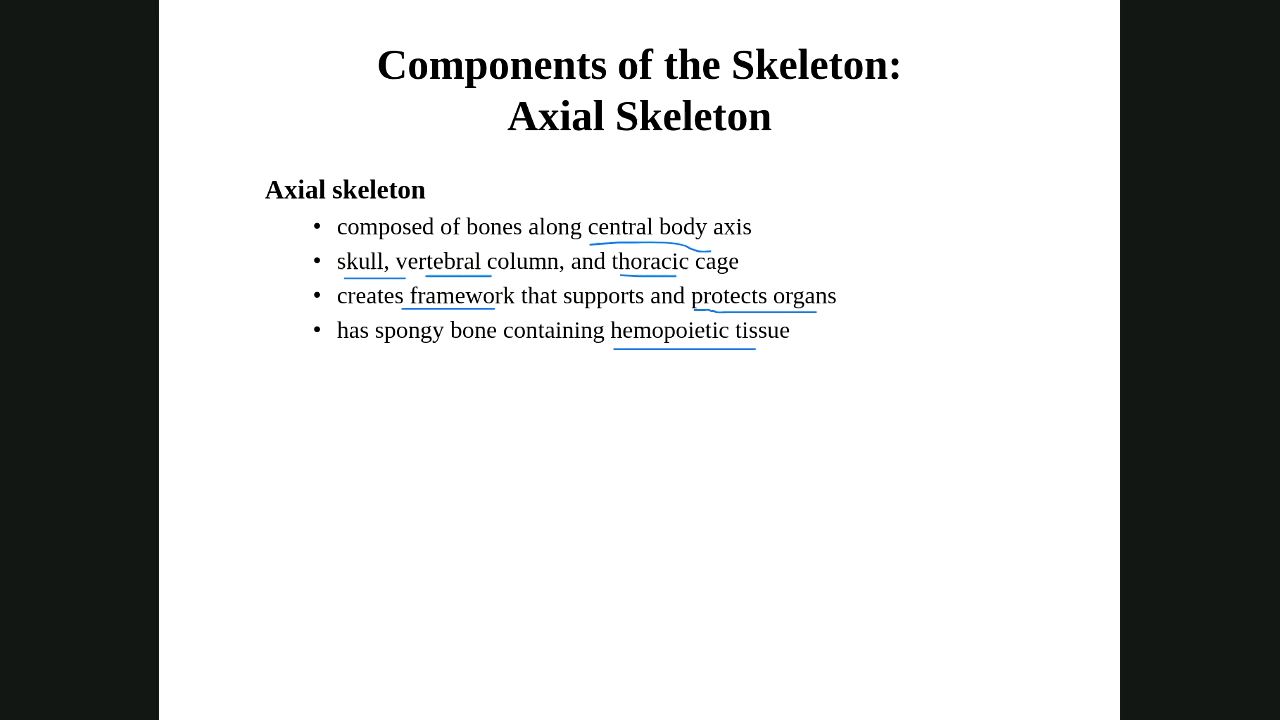 Components of the Skeleton:
Axial Skeleton
Axial skeleton
• composed of bones along central body axis
• skull, vertebral column, and thoracic cage
• creates framework that supports and protects organs
• has spongy bone containing hemopoietic tissue